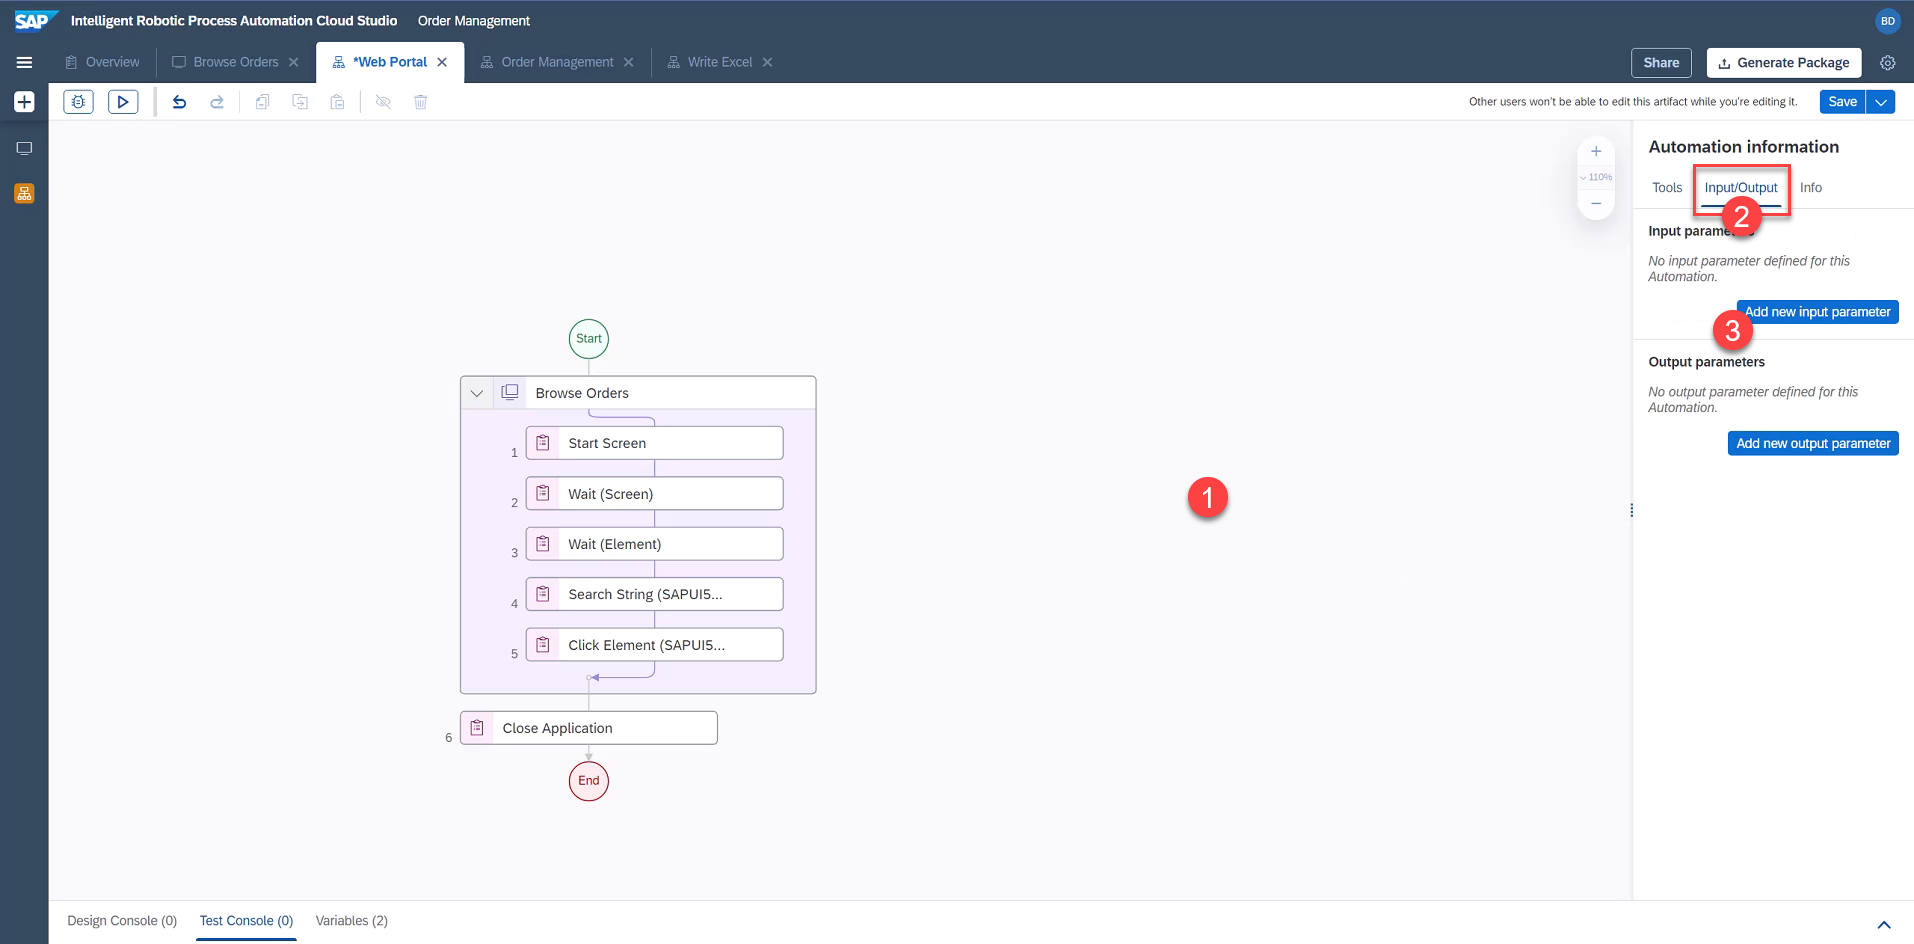 SAP Intelligent Robotic Process Automation Cloud Studio Order Management BD
Overview Browse Orders *Web Portal Order Management Write Excel Share Generate Package
Other users won't be able to edit this artifact while you're editing it. Save
Automation information
110%
Tools Input/Output Info
2
Input parame
No input parameter defined for this
Automation.
Add new input parameter
3
Output parameters
No output parameter defined for this
Automation.
Add new output parameter
Start
Browse Orders
1 Start Screen
2 Wait (Screen)
3 Wait (Element)
4 Search String (SAPUI5...
5 Click Element (SAPUI5...
6 Close Application
End
1
Design Console (0) Test Console (0) Variables (2)